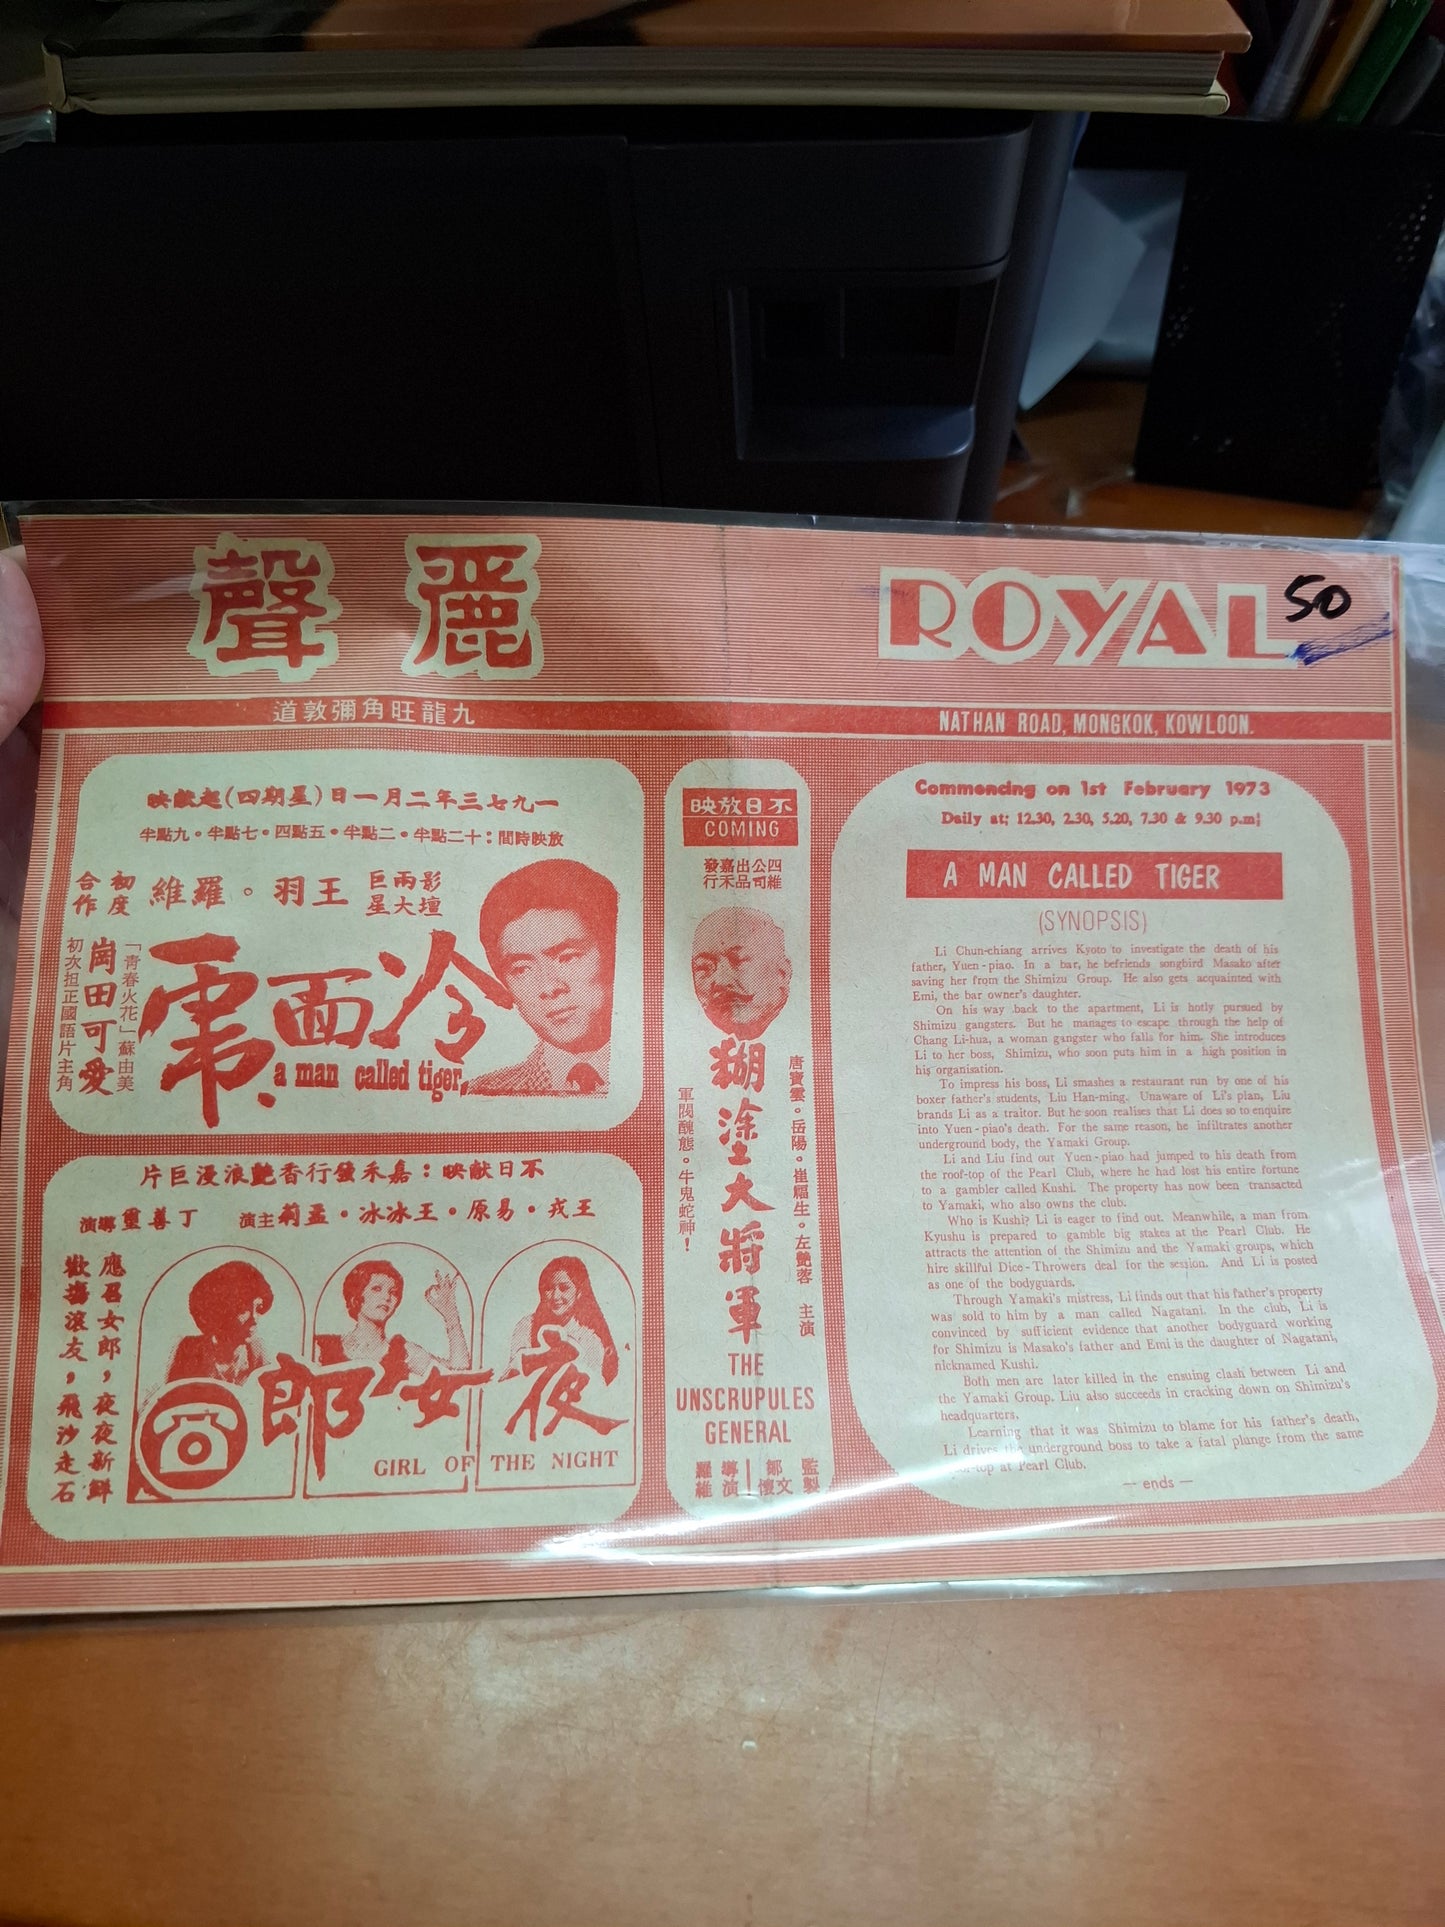 麗聲
ROYAL
50
九龍旺角彌敦道
NATHAN ROAD, MONGKOK, KOWLOON.
一九七三年二月一日(星期四)起獻映
放映時間：十二點半。二點半。五點四。七點半。九點半
影壇
兩大
巨星
王羽。羅維
初度
合作
冷面虎
a man called tiger.
「青春火花」蘇由美
崗田可愛
初次担正國語片主角
不日獻映：嘉禾發行香艷浪漫巨片
王戎・易原・王冰冰・孟莉主演
丁善璽導演
應召女郎，夜夜新鮮
歡塲滾友，飛沙走石
夜女郎
GIRL OF THE NIGHT
不日放映
COMING
四維
公司
出品
嘉禾
發行
唐寶雲。岳陽。崔福生。左艷蓉 主演
糊塗大將軍
軍閥醜態。牛鬼蛇神！
THE
UNSCRUPULES
GENERAL
監製
鄒文懷
導演
羅維
Commencing on 1st February 1973
Daily at: 12.30, 2.30, 5.20, 7.30 & 9.30 p.m;
A MAN CALLED TIGER
(SYNOPSIS)
Li Chun-chiang arrives Kyoto to investigate the death of his
father, Yuen-piao. In a bar, he befriends songbird Masako after
saving her from the Shimizu Group. He also gets acquainted with
Emi, the bar owner's daughter.
On his way back to the apartment, Li is hotly pursued by
Shimizu gangsters. But he manages to escape through the help of
Chang Li-hua, a woman gangster who falls for him. She introduces
Li to her boss, Shimizu, who soon puts him in a high position in
his organisation.
To impress his boss, Li smashes a restaurant run by one of his
boxer father's students, Liu Han-ming. Unaware of Li's plan, Liu
brands Li as a traitor. But he soon realises that Li does so to enquire
into Yuen-piao's death. For the same reason, he infiltrates another
underground body, the Yamaki Group.
Li and Liu find out Yuen-piao had jumped to his death from
the roof-top of the Pearl Club, where he had lost his entire fortune
to a gambler called Kushi. The property has now been transacted
to Yamaki, who also owns the club.
Who is Kushi? Li is eager to find out. Meanwhile, a man from
Kyushu is prepared to gamble big stakes at the Pearl Club. He
attracts the attention of the Shimizu and the Yamaki groups, which
hire skillful Dice-Throwers deal for the session. And Li is posted
as one of the bodyguards.
Through Yamaki's mistress, Li finds out that his father's property
was sold to him by a man called Nagatani. In the club, Li is
convinced by sufficient evidence that another bodyguard working
for Shimizu is Masako's father and Emi is the daughter of Nagatani,
nicknamed Kushi.
Both men are later killed in the ensuing clash between Li and
the Yamaki Group. Liu also succeeds in cracking down on Shimizu's
headquarters.
Learning that it was Shimizu to blame for his father's death,
Li drives the underground boss to take a fatal plunge from the same
top at Pearl Club.
— ends —